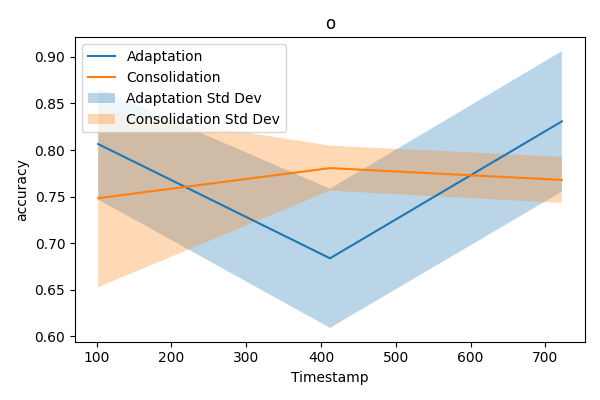 o
Adaptation
Consolidation
Adaptation Std Dev
Consolidation Std Dev
accuracy
0.90
0.85
0.80
0.75
0.70
0.65
0.60
100 200 300 400 500 600 700
Timestamp